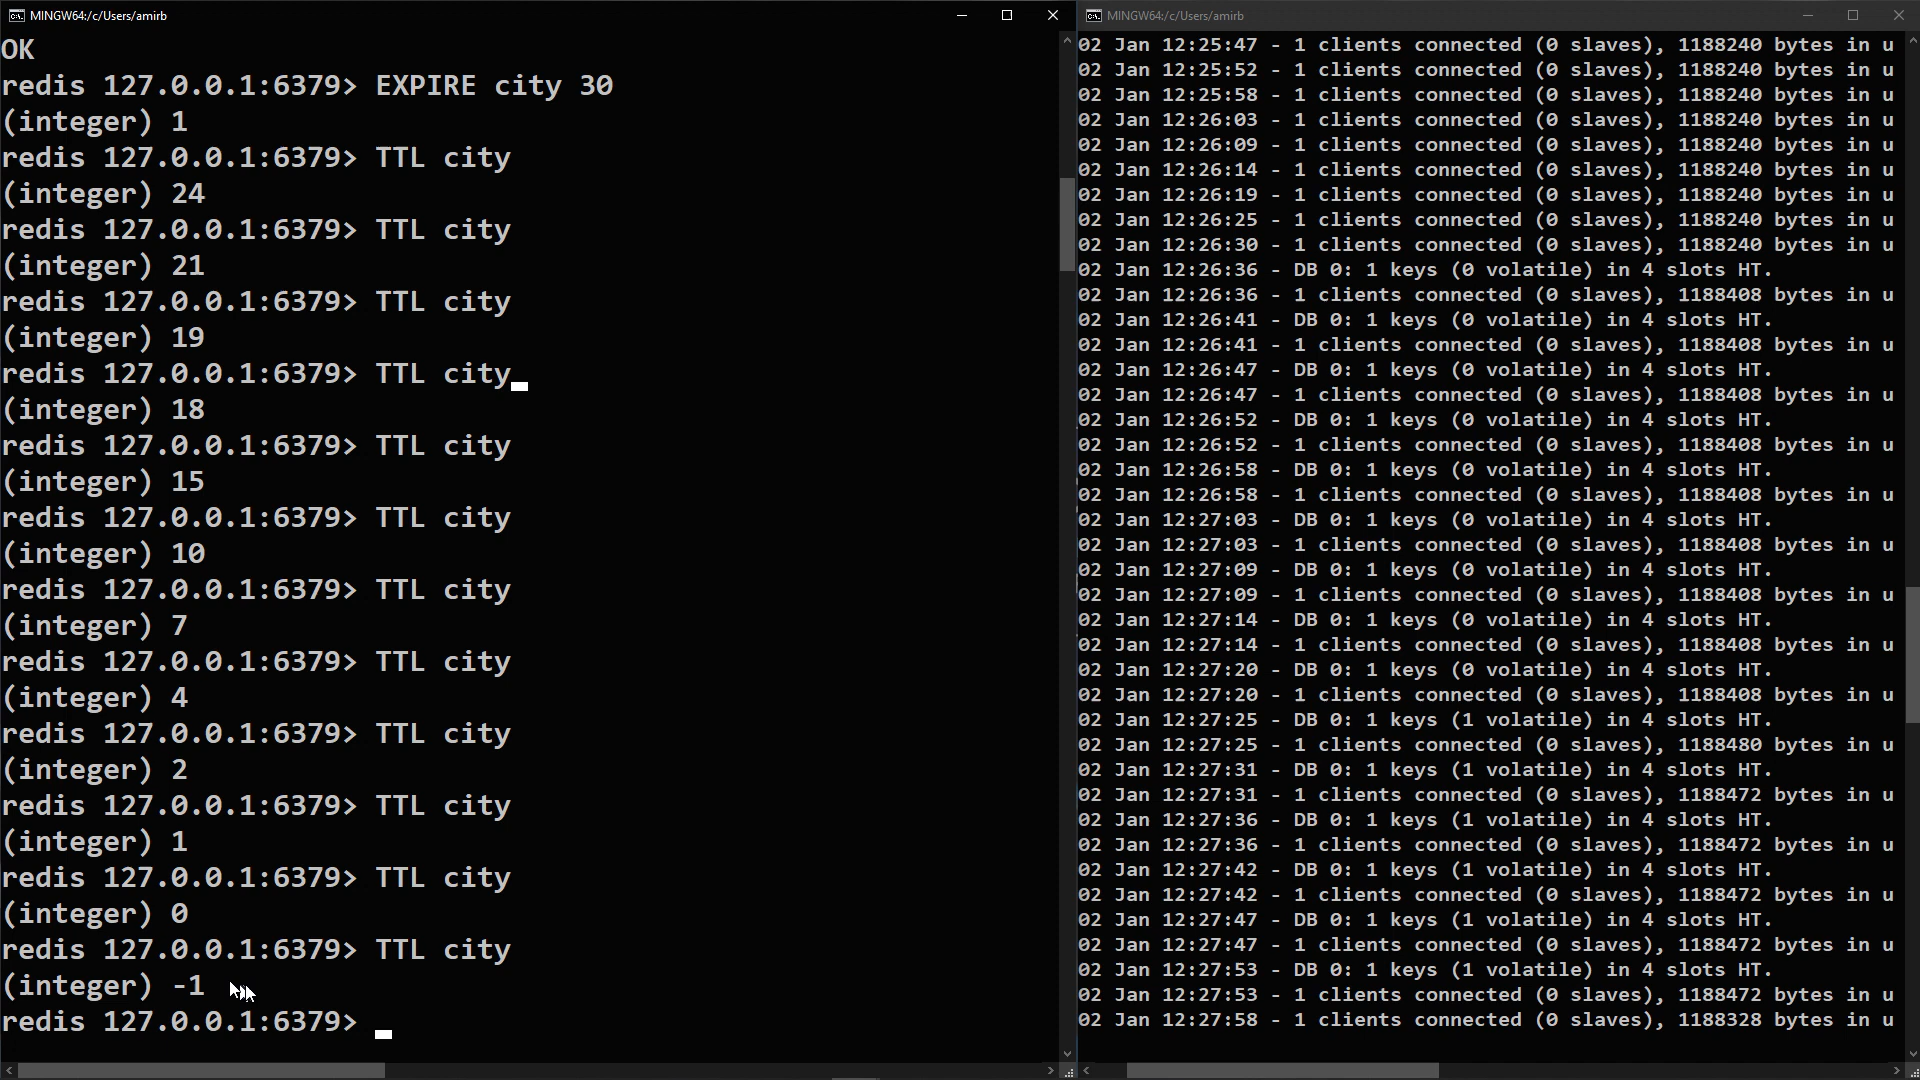 MINGW64:/c/Users/amirb
OK
redis 127.0.0.1:6379> EXPIRE city 30
(integer) 1
redis 127.0.0.1:6379> TTL city
(integer) 24
redis 127.0.0.1:6379> TTL city
(integer) 21
redis 127.0.0.1:6379> TTL city
(integer) 19
redis 127.0.0.1:6379> TTL city
(integer) 18
redis 127.0.0.1:6379> TTL city
(integer) 15
redis 127.0.0.1:6379> TTL city
(integer) 10
redis 127.0.0.1:6379> TTL city
(integer) 7
redis 127.0.0.1:6379> TTL city
(integer) 4
redis 127.0.0.1:6379> TTL city
(integer) 2
redis 127.0.0.1:6379> TTL city
(integer) 1
redis 127.0.0.1:6379> TTL city
(integer) 0
redis 127.0.0.1:6379> TTL city
(integer) -1
redis 127.0.0.1:6379>
MINGW64:/c/Users/amirb
02 Jan 12:25:47 - 1 clients connected (0 slaves), 1188240 bytes in u
02 Jan 12:25:52 - 1 clients connected (0 slaves), 1188240 bytes in u
02 Jan 12:25:58 - 1 clients connected (0 slaves), 1188240 bytes in u
02 Jan 12:26:03 - 1 clients connected (0 slaves), 1188240 bytes in u
02 Jan 12:26:09 - 1 clients connected (0 slaves), 1188240 bytes in u
02 Jan 12:26:14 - 1 clients connected (0 slaves), 1188240 bytes in u
02 Jan 12:26:19 - 1 clients connected (0 slaves), 1188240 bytes in u
02 Jan 12:26:25 - 1 clients connected (0 slaves), 1188240 bytes in u
02 Jan 12:26:30 - 1 clients connected (0 slaves), 1188240 bytes in u
02 Jan 12:26:36 - DB 0: 1 keys (0 volatile) in 4 slots HT.
02 Jan 12:26:36 - 1 clients connected (0 slaves), 1188408 bytes in u
02 Jan 12:26:41 - DB 0: 1 keys (0 volatile) in 4 slots HT.
02 Jan 12:26:41 - 1 clients connected (0 slaves), 1188408 bytes in u
02 Jan 12:26:47 - DB 0: 1 keys (0 volatile) in 4 slots HT.
02 Jan 12:26:47 - 1 clients connected (0 slaves), 1188408 bytes in u
02 Jan 12:26:52 - DB 0: 1 keys (0 volatile) in 4 slots HT.
02 Jan 12:26:52 - 1 clients connected (0 slaves), 1188408 bytes in u
02 Jan 12:26:58 - DB 0: 1 keys (0 volatile) in 4 slots HT.
02 Jan 12:26:58 - 1 clients connected (0 slaves), 1188408 bytes in u
02 Jan 12:27:03 - DB 0: 1 keys (0 volatile) in 4 slots HT.
02 Jan 12:27:03 - 1 clients connected (0 slaves), 1188408 bytes in u
02 Jan 12:27:09 - DB 0: 1 keys (0 volatile) in 4 slots HT.
02 Jan 12:27:09 - 1 clients connected (0 slaves), 1188408 bytes in u
02 Jan 12:27:14 - DB 0: 1 keys (0 volatile) in 4 slots HT.
02 Jan 12:27:14 - 1 clients connected (0 slaves), 1188408 bytes in u
02 Jan 12:27:20 - DB 0: 1 keys (0 volatile) in 4 slots HT.
02 Jan 12:27:20 - 1 clients connected (0 slaves), 1188408 bytes in u
02 Jan 12:27:25 - DB 0: 1 keys (1 volatile) in 4 slots HT.
02 Jan 12:27:25 - 1 clients connected (0 slaves), 1188480 bytes in u
02 Jan 12:27:31 - DB 0: 1 keys (1 volatile) in 4 slots HT.
02 Jan 12:27:31 - 1 clients connected (0 slaves), 1188472 bytes in u
02 Jan 12:27:36 - DB 0: 1 keys (1 volatile) in 4 slots HT.
02 Jan 12:27:36 - 1 clients connected (0 slaves), 1188472 bytes in u
02 Jan 12:27:42 - DB 0: 1 keys (1 volatile) in 4 slots HT.
02 Jan 12:27:42 - 1 clients connected (0 slaves), 1188472 bytes in u
02 Jan 12:27:47 - DB 0: 1 keys (1 volatile) in 4 slots HT.
02 Jan 12:27:47 - 1 clients connected (0 slaves), 1188472 bytes in u
02 Jan 12:27:53 - DB 0: 1 keys (1 volatile) in 4 slots HT.
02 Jan 12:27:53 - 1 clients connected (0 slaves), 1188472 bytes in u
02 Jan 12:27:58 - 1 clients connected (0 slaves), 1188328 bytes in u